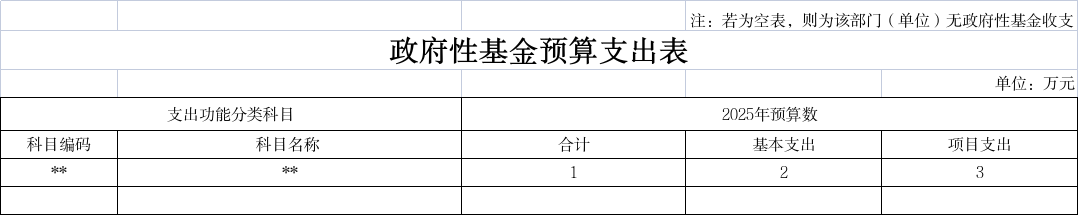 注：若为空表，则为该部门（单位）无政府性基金收支
政府性基金预算支出表
单位：万元
支出功能分类科目 2025年预算数
科目编码 科目名称 合计 基本支出 项目支出
** ** 1 2 3